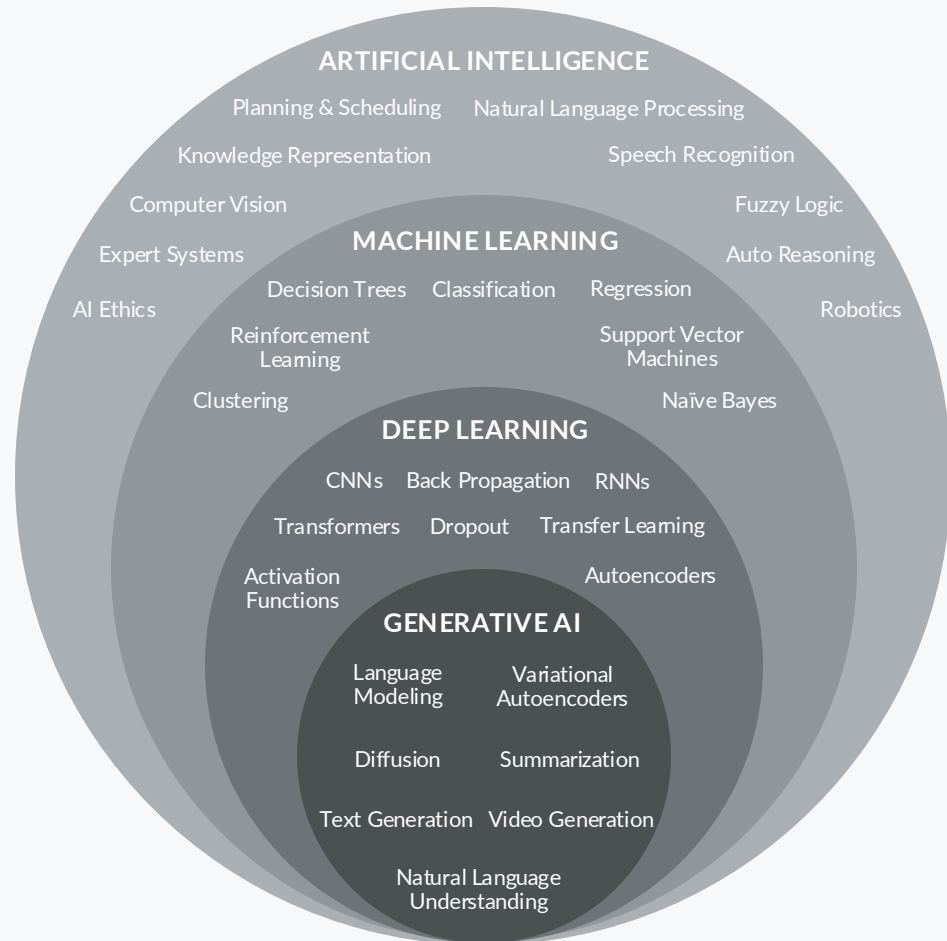 ARTIFICIAL INTELLIGENCE
Planning & Scheduling
Natural Language Processing
Knowledge Representation
Speech Recognition
Computer Vision
Fuzzy Logic
Expert Systems
Auto Reasoning
AI Ethics
Robotics
MACHINE LEARNING
Decision Trees
Classification
Regression
Reinforcement
Learning
Support Vector
Machines
Clustering
Naïve Bayes
DEEP LEARNING
CNNs
Back Propagation
RNNs
Transformers
Dropout
Transfer Learning
Activation
Functions
Autoencoders
GENERATIVE AI
Language
Modeling
Variational
Autoencoders
Diffusion
Summarization
Text Generation
Video Generation
Natural Language
Understanding